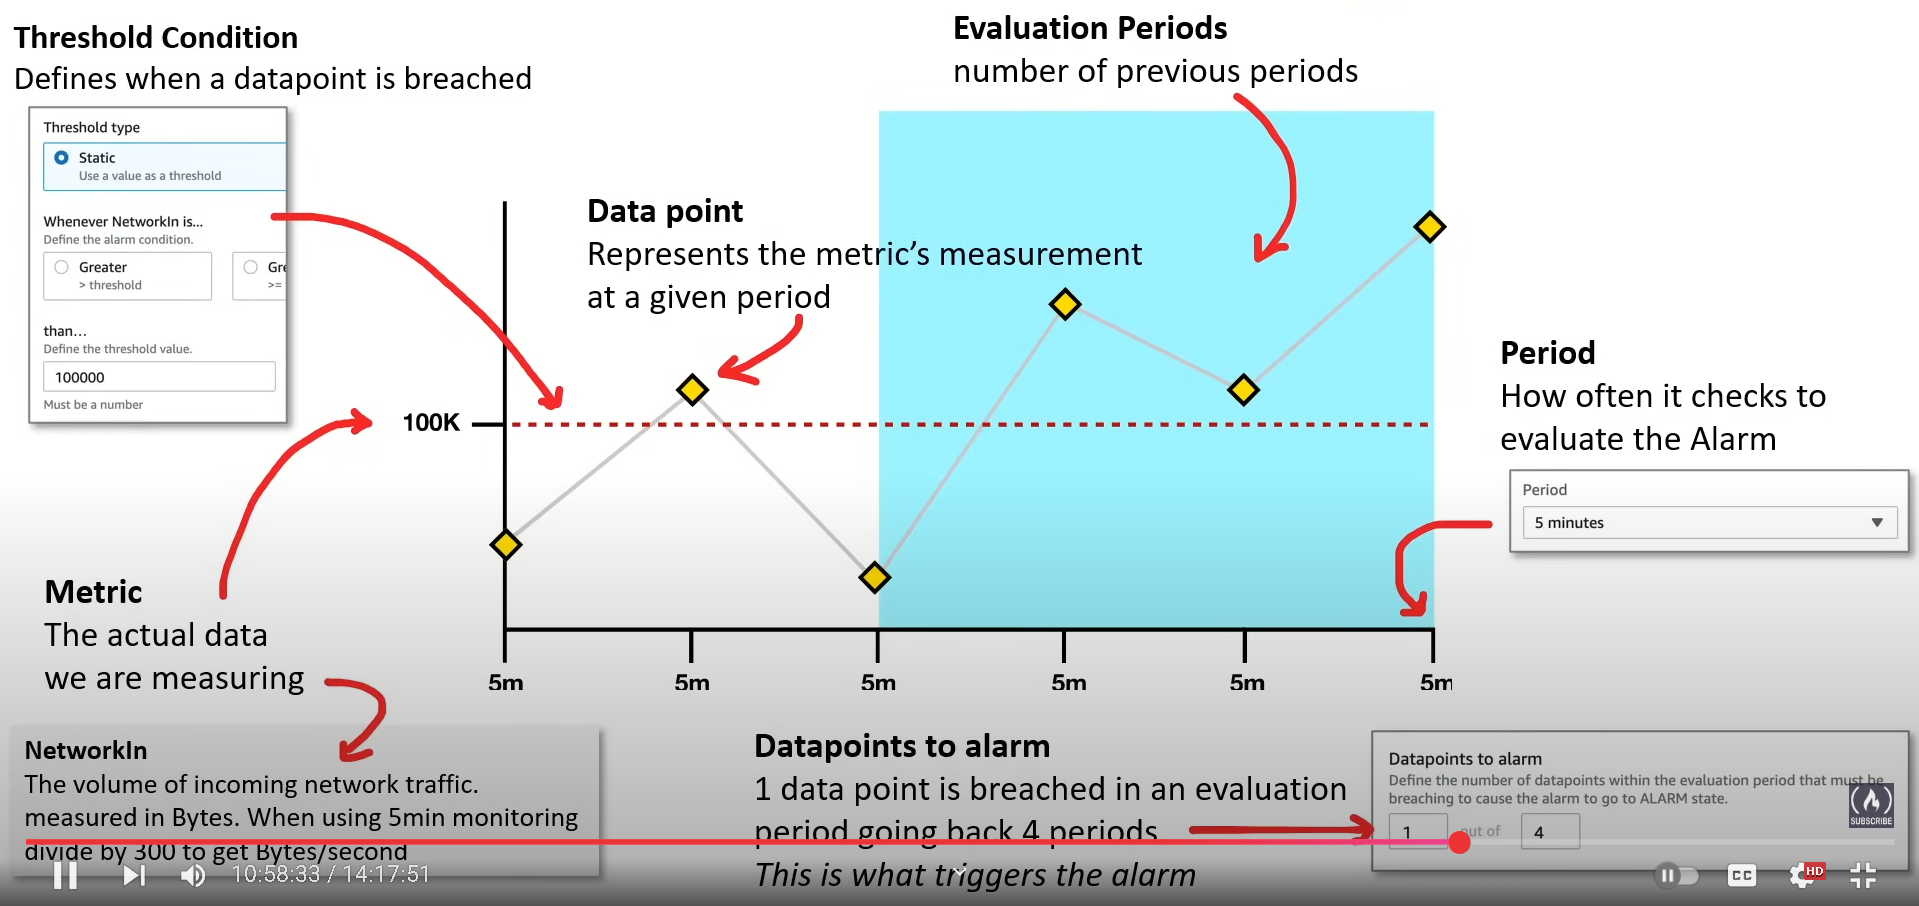 Threshold Condition
Defines when a datapoint is breached
Threshold type
Static
Use a value as a threshold
Whenever NetworkIn is...
Define the alarm condition.
Greater
> threshold
Gre
>=
than...
Define the threshold value.
100000
Must be a number
Evaluation Periods
number of previous periods
Data point
Represents the metric's measurement
at a given period
100K
Period
How often it checks to
evaluate the Alarm
Period
5 minutes
Metric
The actual data
we are measuring
5m
5m
5m
5m
5m
5m
NetworkIn
The volume of incoming network traffic.
measured in Bytes. When using 5min monitoring
divide by 300 to get Bytes/second
Datapoints to alarm
1 data point is breached in an evaluation
period going back 4 periods
This is what triggers the alarm
Datapoints to alarm
Define the number of datapoints within the evaluation period that must be
breaching to cause the alarm to go to ALARM state.
1 out of 4
SUBSCRIBE
10:58:33 / 14:17:51
CC
HD